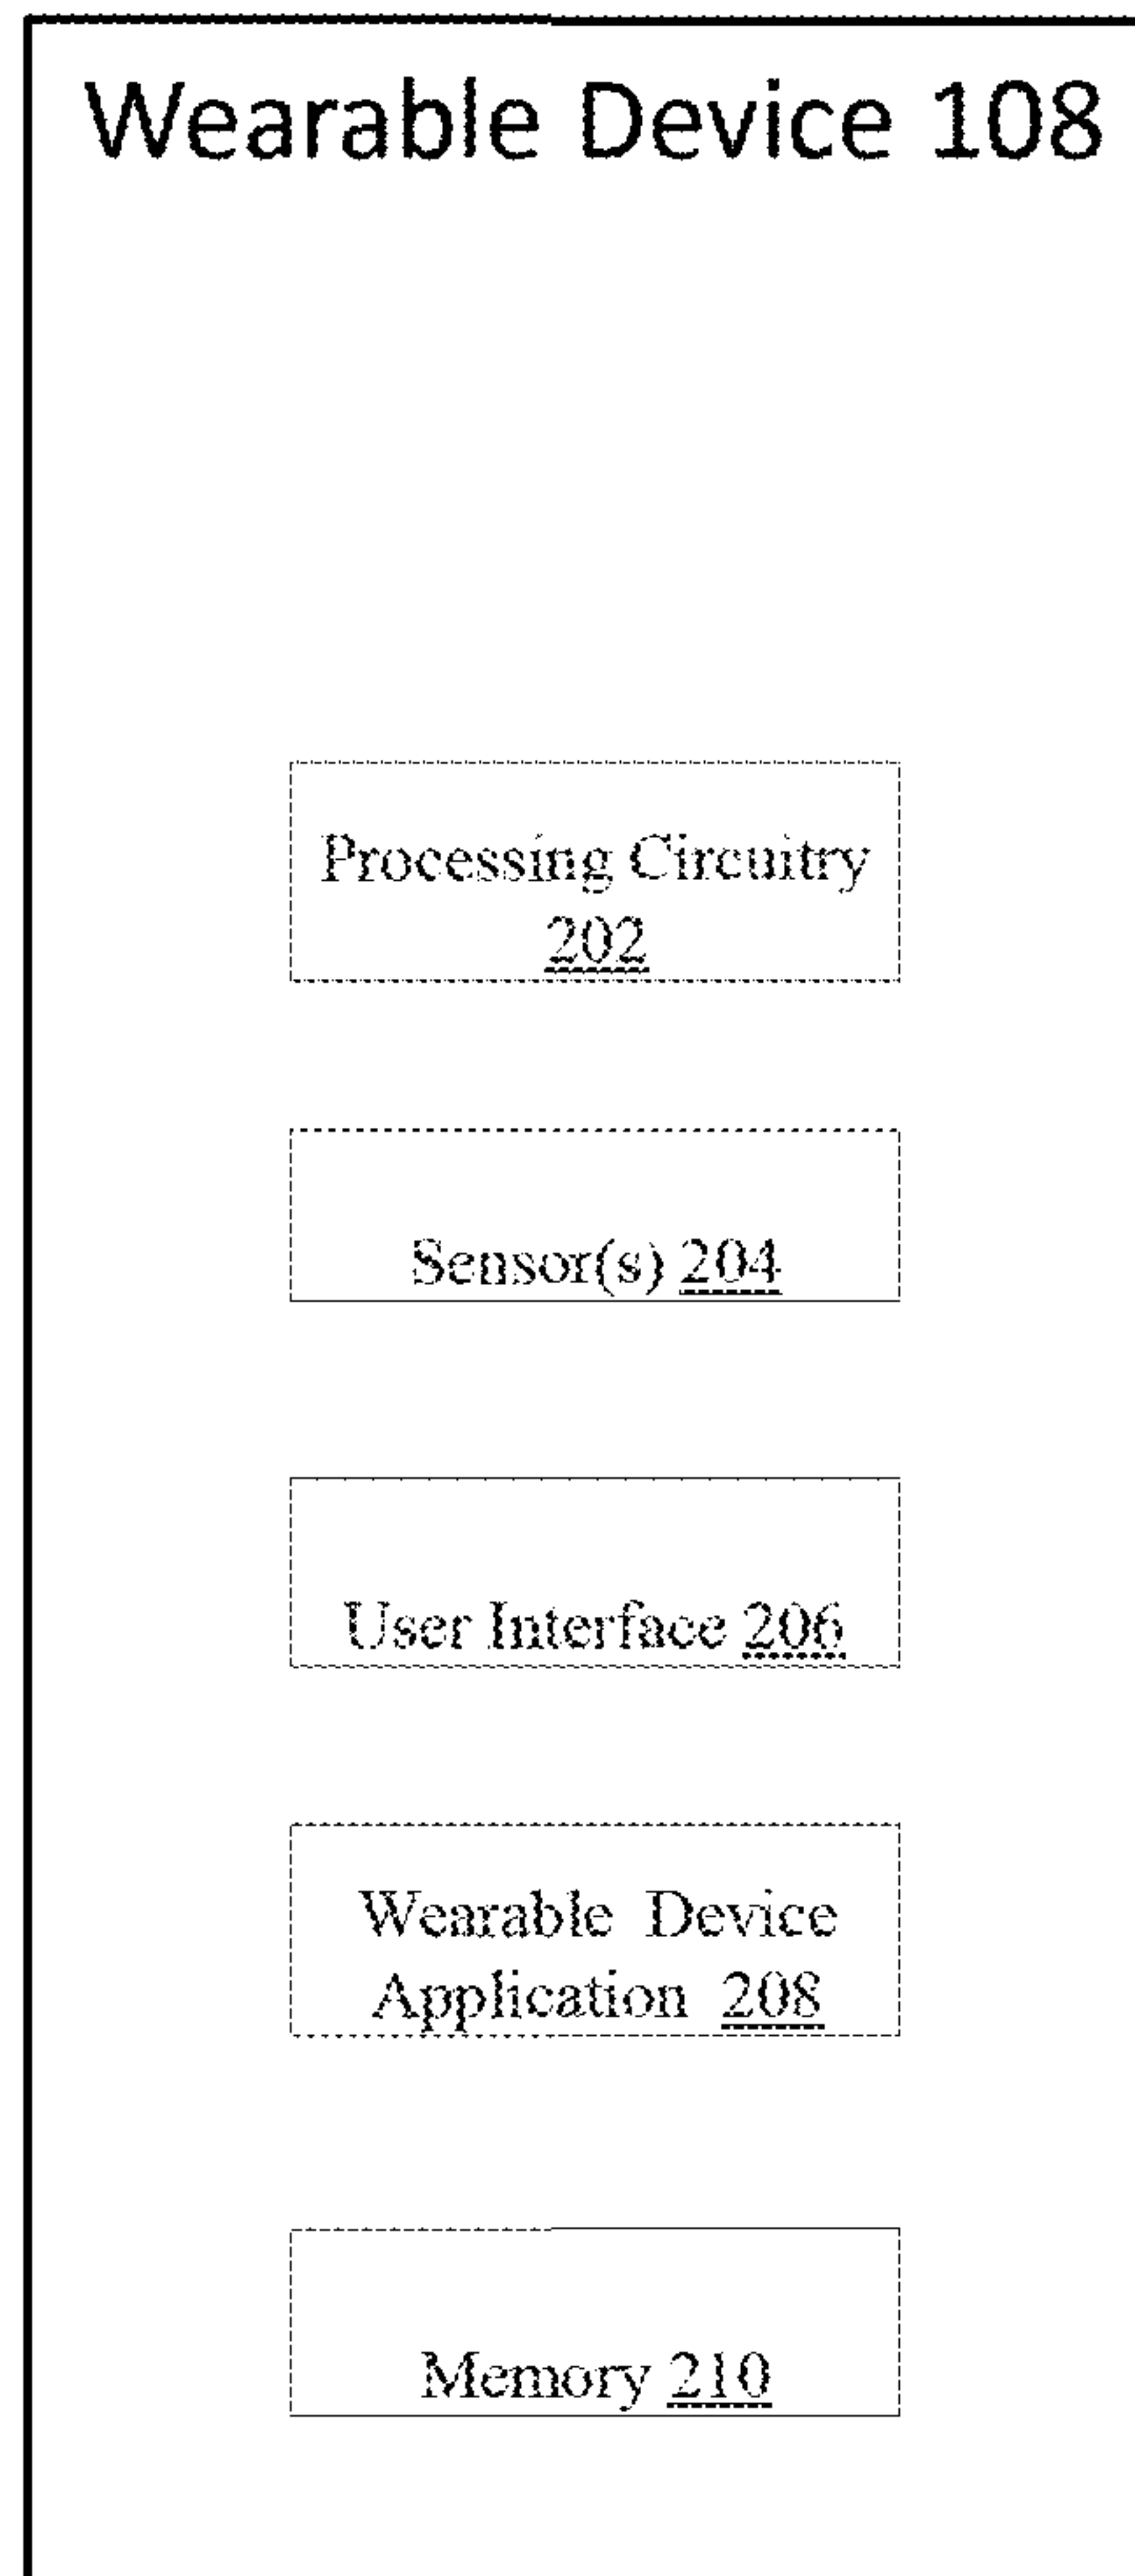 Wearable Device 108
Processing Circuitry
202
Sensor(s) 204
User Interface 206
Wearable Device
Application 208
Memory 210